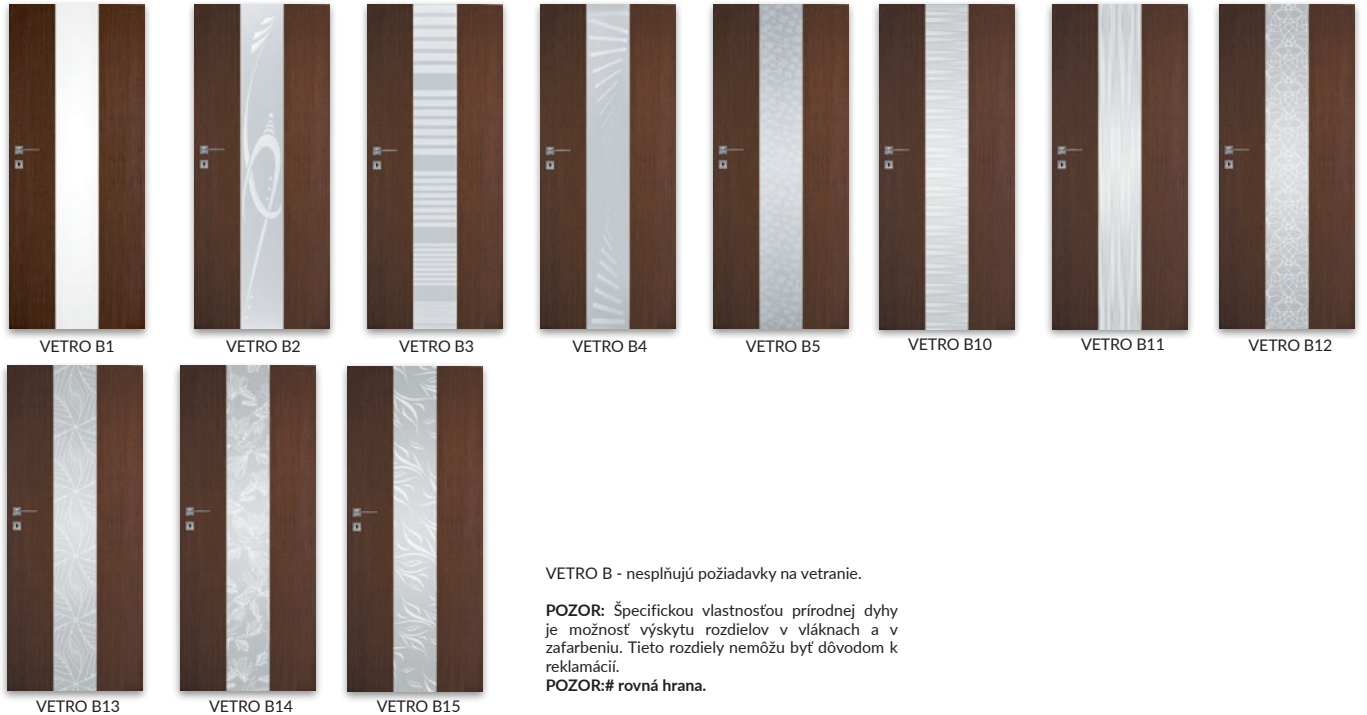 VETRO B1
VETRO B2
VETRO B3
VETRO B4
VETRO B5
VETRO B10
VETRO B11
VETRO B12
VETRO B13
VETRO B14
VETRO B15
VETRO B - nesplňujú požiadavky na vetranie.
POZOR: Špecifickou vlastnosťou prírodnej dyhy
je možnosť výskytu rozdielov v vláknach a v
zafarbeniu. Tieto rozdiely nemôžu byť dôvodom k
reklamácií.
POZOR:# rovná hrana.